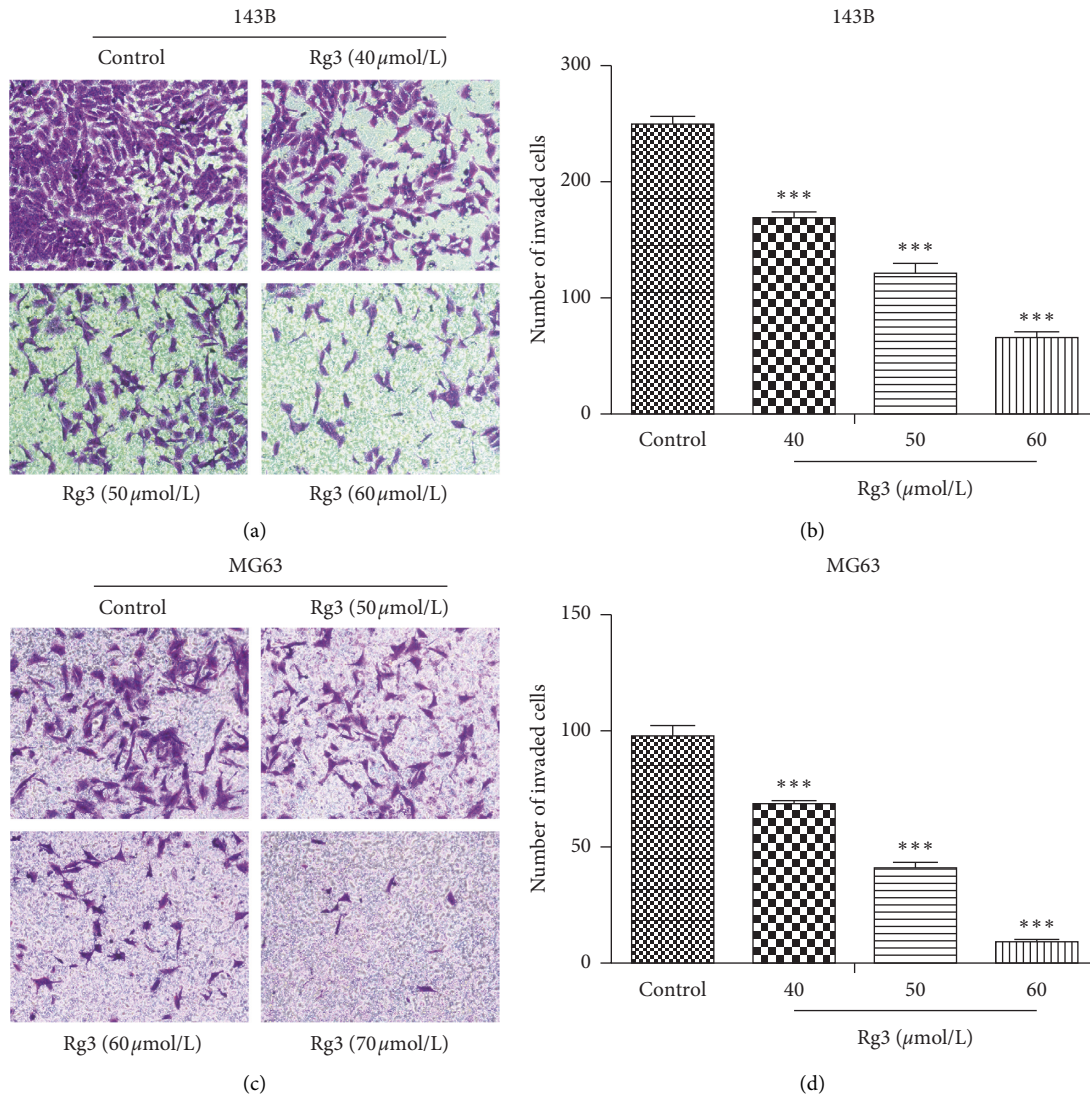 143B
Control
Rg3 (40 μmol/L)
Rg3 (50 μmol/L)
Rg3 (60 μmol/L)
(a)
143B
Number of invaded cells
300
200
100
0
***
***
***
Control
40
50
60
Rg3 (μmol/L)
(b)
MG63
Control
Rg3 (50 μmol/L)
Rg3 (60 μmol/L)
Rg3 (70 μmol/L)
(c)
MG63
Number of invaded cells
150
100
50
0
***
***
***
Control
40
50
60
Rg3 (μmol/L)
(d)